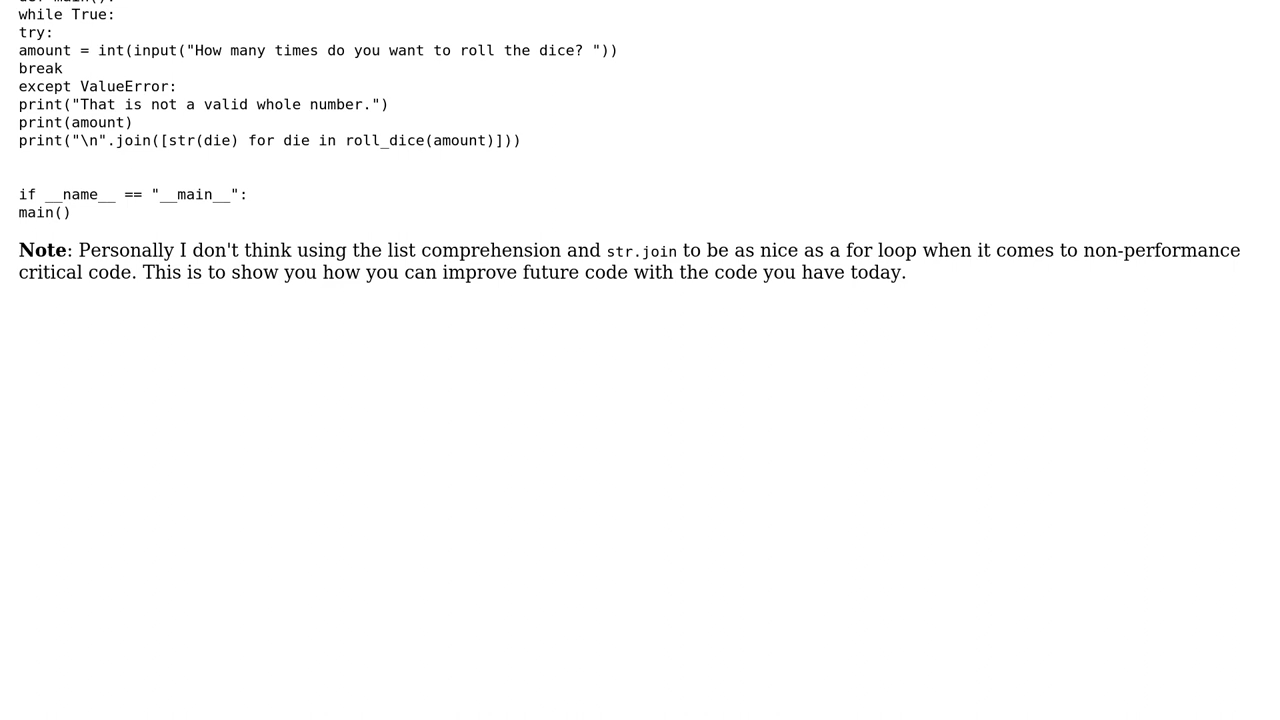 def main():
while True:
try:
amount = int(input("How many times do you want to roll the dice? "))
break
except ValueError:
print("That is not a valid whole number.")
print(amount)
print("\n".join([str(die) for die in roll_dice(amount)]))
if __name__ == "__main__":
main()
Note: Personally I don't think using the list comprehension and str.join to be as nice as a for loop when it comes to non-performance
critical code. This is to show you how you can improve future code with the code you have today.